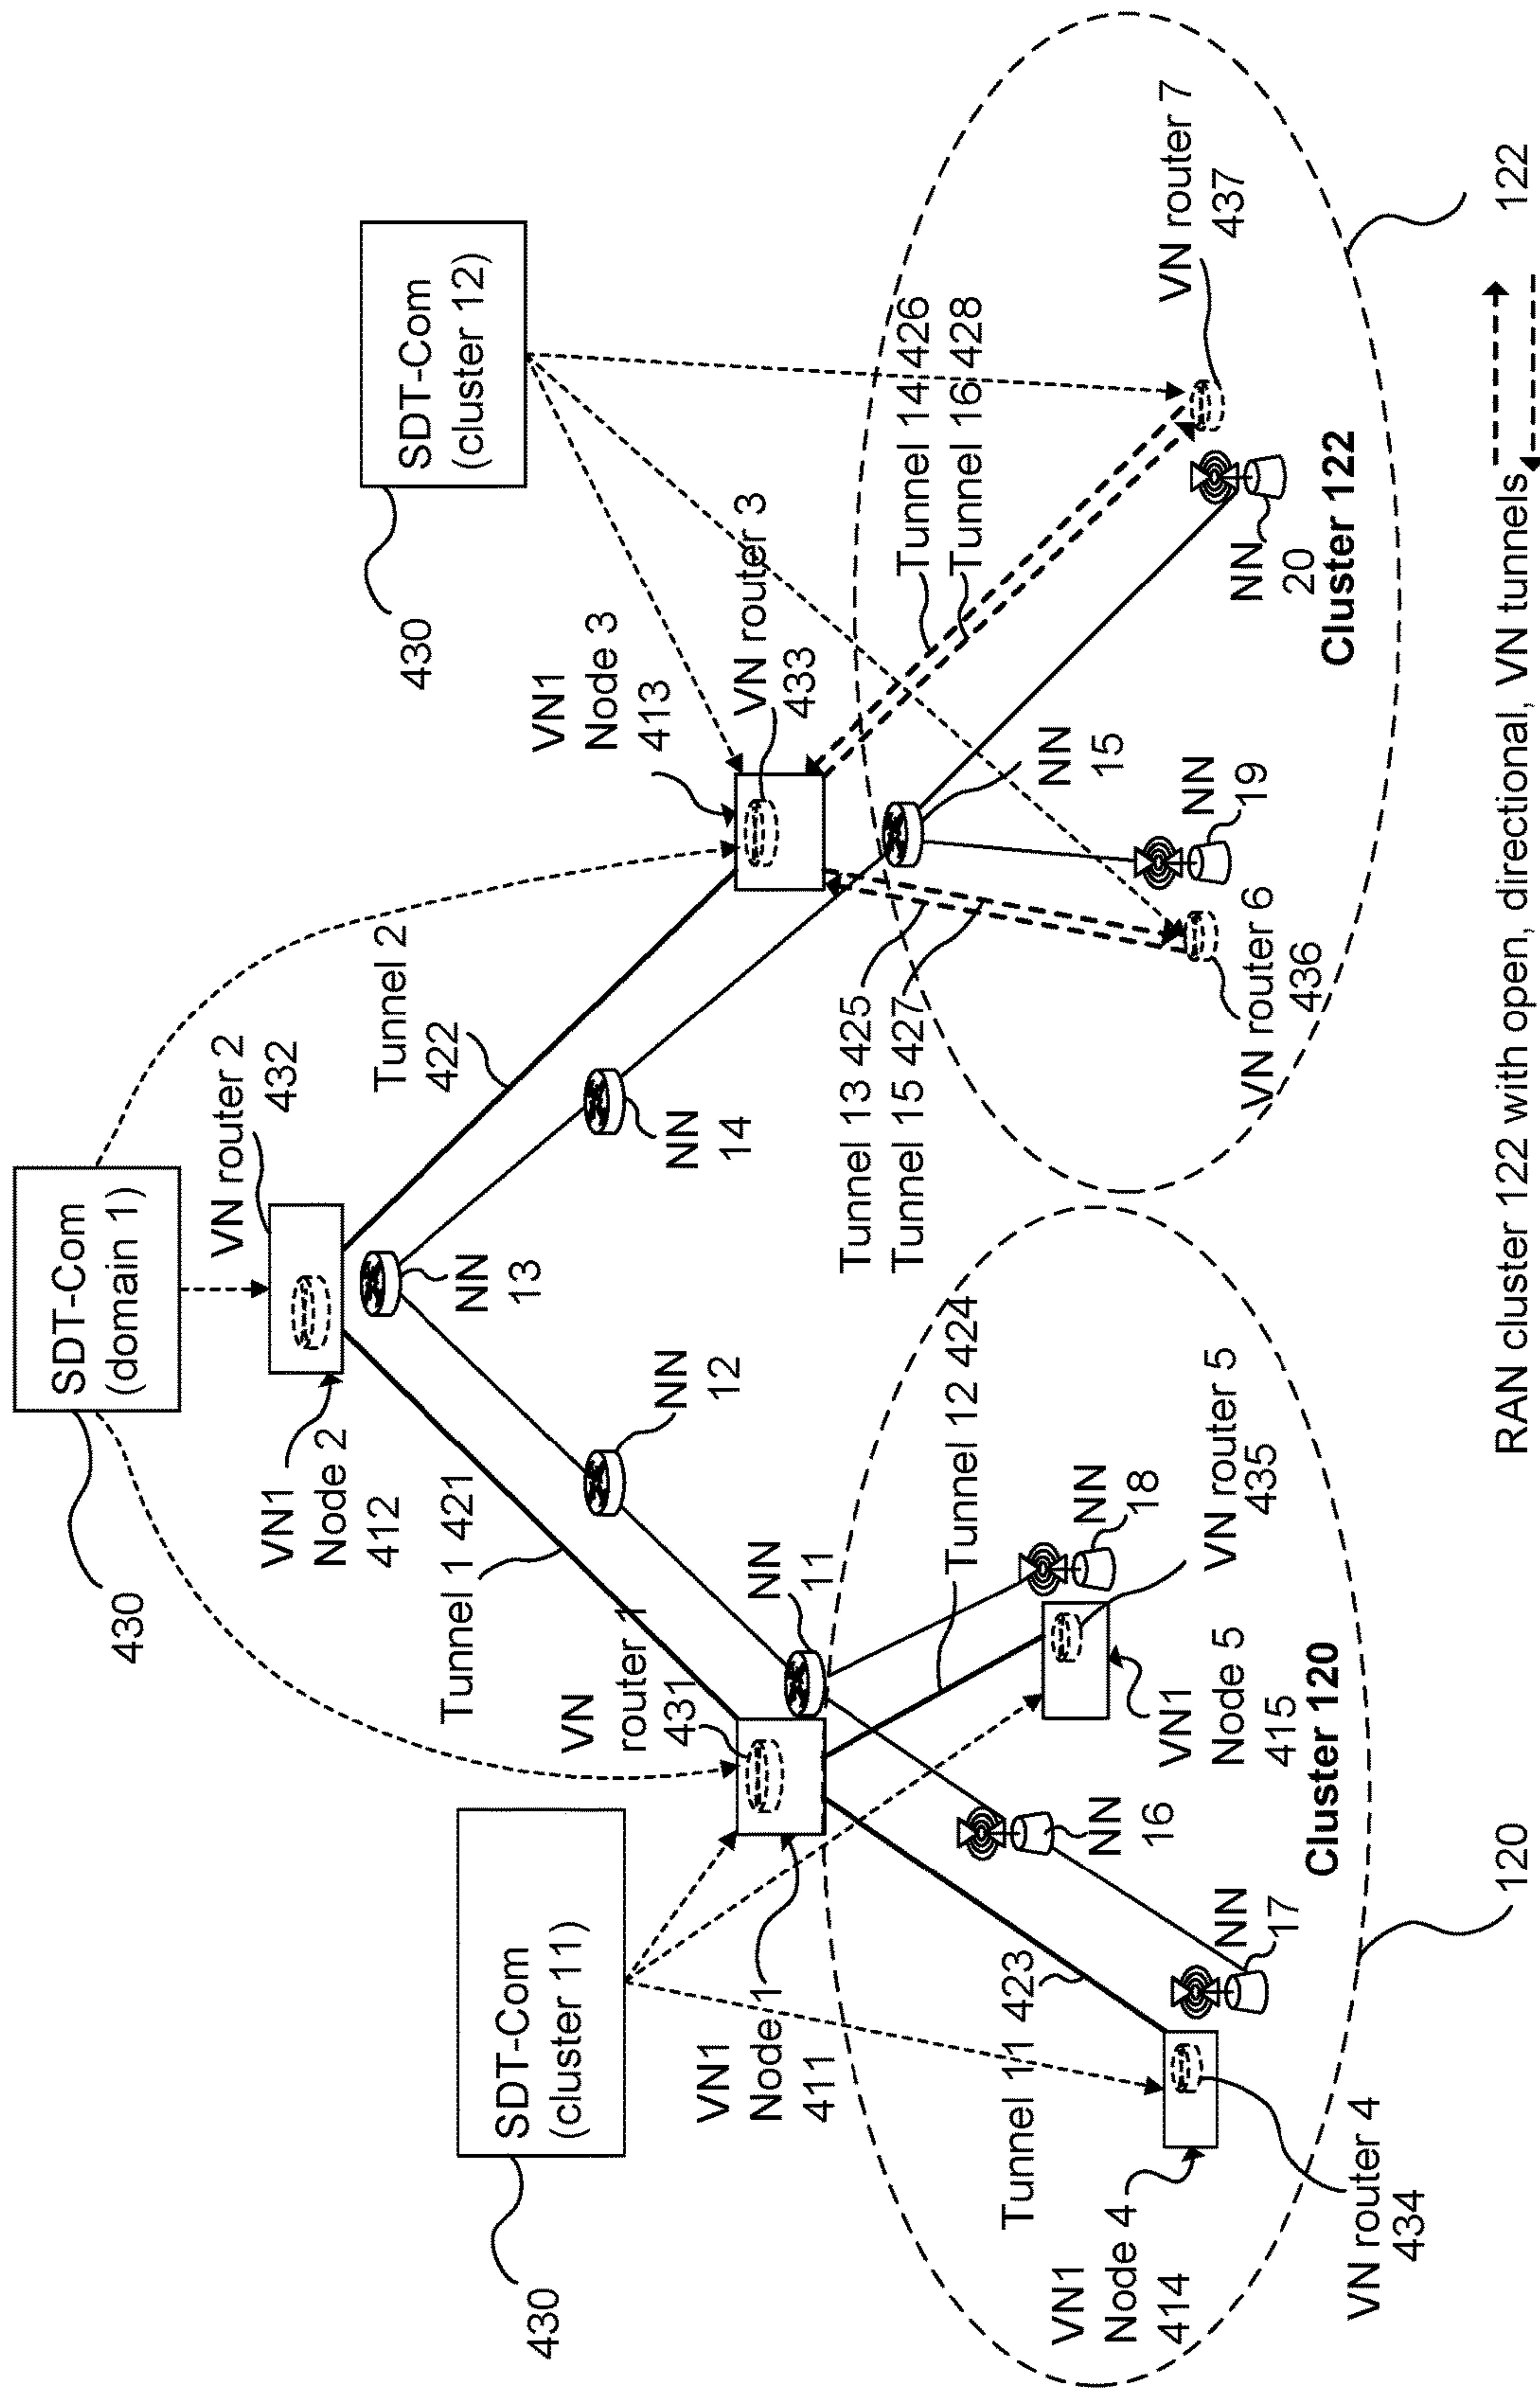 SDT-Com
(domain 1)
430
VN router 2
432
VN1
Node 2
412
Tunnel 2
422
Tunnel 1 421
NN
13
NN
12
NN
14
SDT-Com
(cluster 11)
430
SDT-Com
(cluster 12)
430
VN
router 1
431
NN
11
VN1
Node 1
411
VN1
Node 3
413
VN router 3
433
Tunnel 11 423
Tunnel 12 424
VN1
Node 4
414
VN router 4
434
NN
17
NN
16
VN1
Node 5
415
NN
18
VN router 5
435
Cluster 120
120
Tunnel 13 425
Tunnel 15 427
Tunnel 14 426
Tunnel 16 428
NN
15
NN
19
VN router 6
436
NN
20
VN router 7
437
Cluster 122
122
RAN cluster 122 with open, directional, VN tunnels